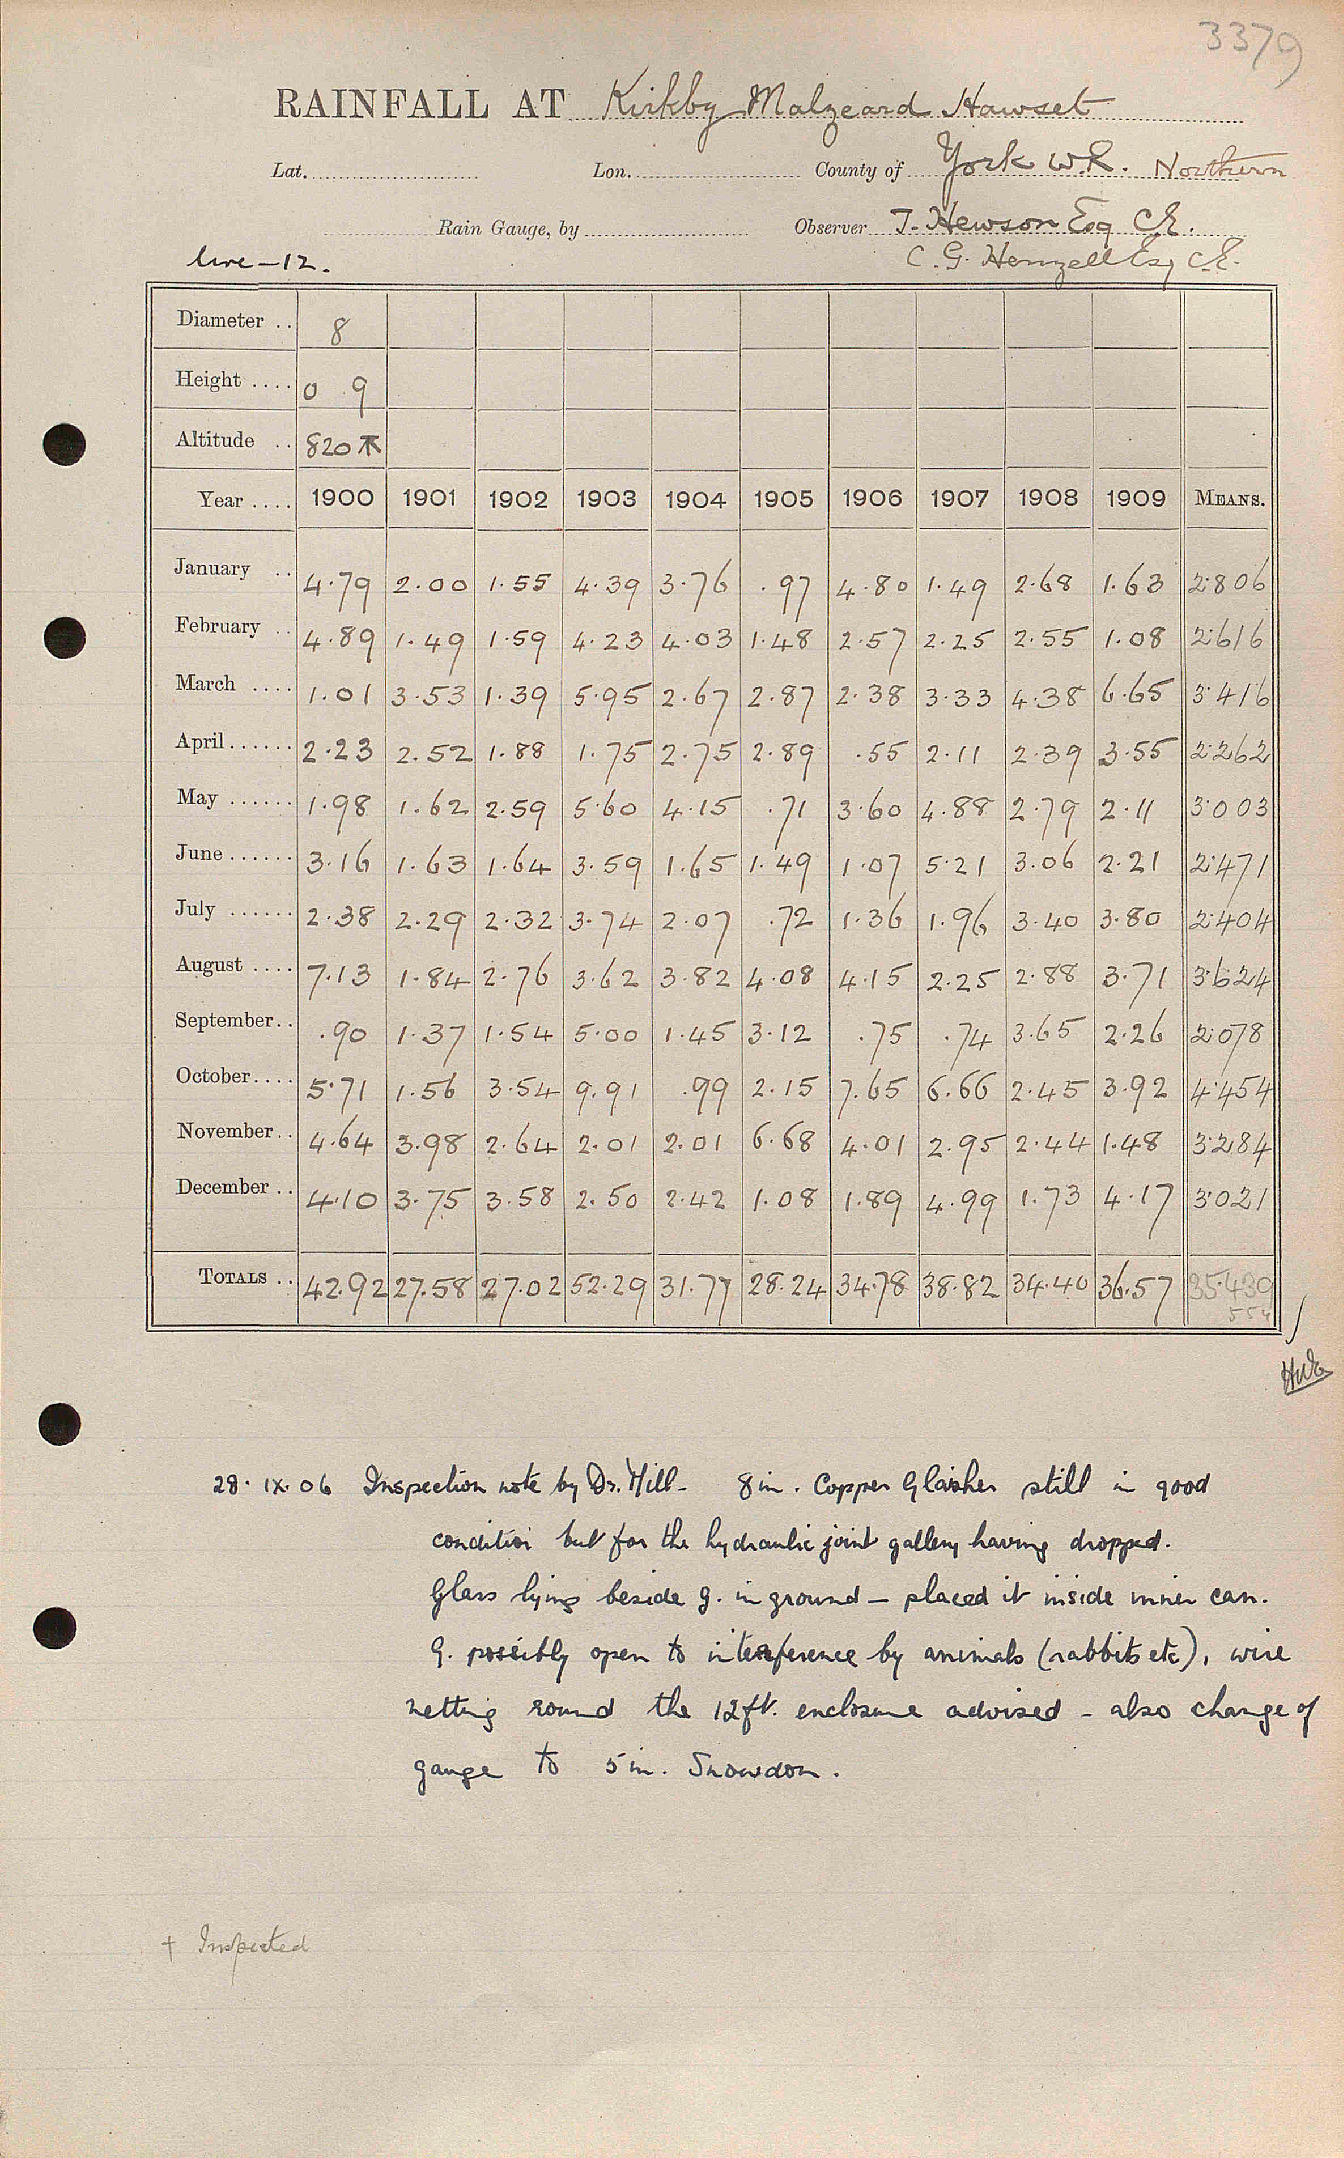 3379
RAINFALL AT Kirkby Malzeard Hawset
Lat. Lon. County of York W.R. Northern
Rain Gauge, by Observer T. Hewson Esq C.E.
Ure-12. C. G. Henzell Esq C.E.
Diameter .. 8
Height .... 0 9
Altitude .. 820
Year .... 1900 1901 1902 1903 1904 1905 1906 1907 1908 1909 MEANS.
January .. 4.79 2.00 1.55 4.39 3.76 .97 4.80 1.49 2.68 1.63 2.806
February .. 4.89 1.49 1.59 4.23 4.03 1.48 2.57 2.25 2.55 1.08 2.616
March .... 1.01 3.53 1.39 5.95 2.67 2.87 2.38 3.33 4.38 6.65 3.416
April...... 2.23 2.52 1.88 1.75 2.75 2.89 .55 2.11 2.39 3.55 2.262
May ...... 1.98 1.62 2.59 5.60 4.15 .71 3.60 4.88 2.79 2.11 3.003
June...... 3.16 1.63 1.64 3.59 1.65 1.49 1.07 5.21 3.06 2.21 2.471
July ...... 2.38 2.29 2.32 3.74 2.07 .72 1.36 1.96 3.40 3.80 2.404
August .... 7.13 1.84 2.76 3.62 3.82 4.08 4.15 2.25 2.88 3.71 3.624
September.. .90 1.37 1.54 5.00 1.45 3.12 .75 .74 3.65 2.26 2.078
October.... 5.71 1.56 3.54 9.91 .99 2.15 7.65 6.66 2.45 3.92 4.454
November.. 4.64 3.98 2.64 2.01 2.01 6.68 4.01 2.95 2.44 1.48 3.284
December .. 4.10 3.75 3.58 2.50 2.42 1.08 1.89 4.99 1.73 4.17 3.021
TOTALS .. 42.92 27.58 27.02 52.29 31.77 28.24 34.78 38.82 34.40 36.57 35.439
28. IX. 06 Inspection note by Dr. Mill - 8 in. Copper Glaisher still in good
condition but for the hydraulic joint gallery having dropped.
Glass lying beside g. in ground - placed it inside inner can.
G. possibly open to interference by animals (rabbits etc), wire
netting round the 12 ft. enclosure advised - also change of
gauge to 5 in. Snowdon.
† Inspected